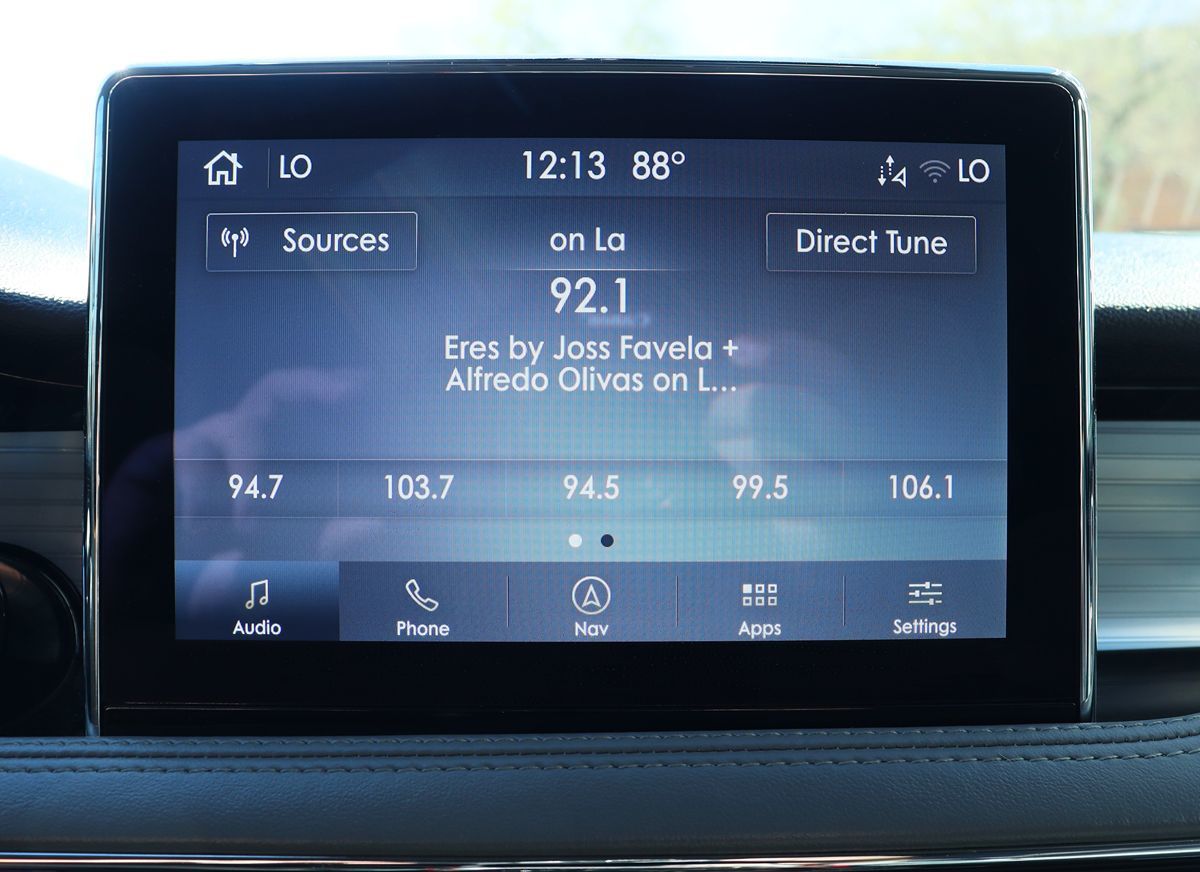 LO 12:13 88° LO
Sources on La Direct Tune
92.1
Eres by Joss Favela +
Alfredo Olivas on L...
94.7 103.7 94.5 99.5 106.1
Audio Phone Nav Apps Settings